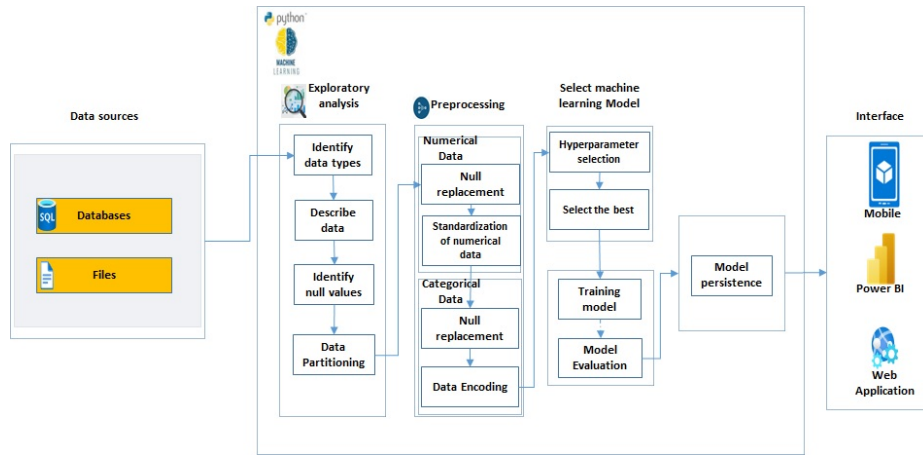 python
MACHINE
LEARNING
Data sources
SQL
Databases
Files
Exploratory
analysis
Identify
data types
Describe
data
Identify
null values
Data
Partitioning
Preprocessing
Numerical
Data
Null
replacement
Standardization
of numerical
data
Categorical
Data
Null
replacement
Data Encoding
Select machine
learning Model
Hyperparameter
selection
Select the best
Training
model
Model
Evaluation
Model
persistence
Interface
Mobile
Power BI
Web
Application